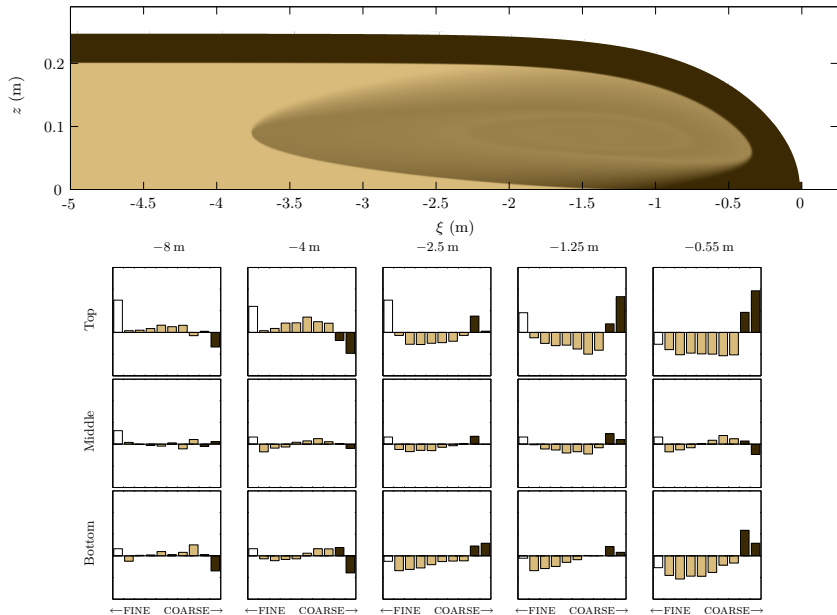 0.2
0.1
0
z (m)
-5 -4.5 -4 -3.5 -3 -2.5 -2 -1.5 -1 -0.5 0
ξ (m)
−8 m −4 m −2.5 m −1.25 m −0.55 m
Top
Middle
Bottom
←FINE COARSE→ ←FINE COARSE→ ←FINE COARSE→ ←FINE COARSE→ ←FINE COARSE→